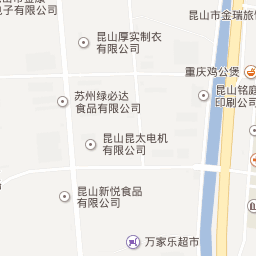 电子有限公司
昆山市金瑞旅
昆山厚实制衣
有限公司
重庆鸡公煲
苏州绿必达
食品有限公司
昆山铭庭
印刷公司
昆山昆太电机
有限公司
昆山新悦食品
有限公司
万家乐超市